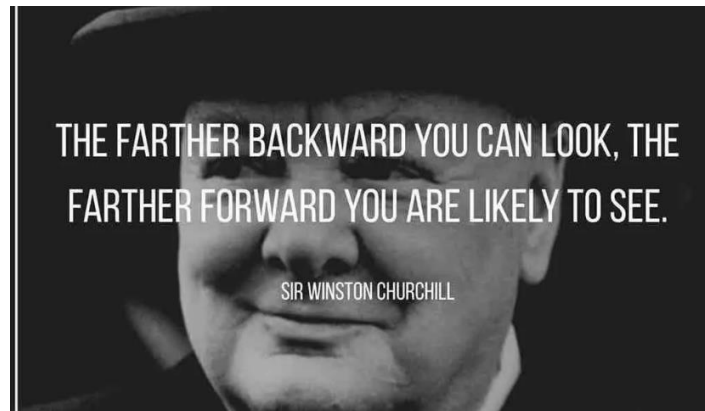 THE FARTHER BACKWARD YOU CAN LOOK, THE
FARTHER FORWARD YOU ARE LIKELY TO SEE.
SIR WINSTON CHURCHILL